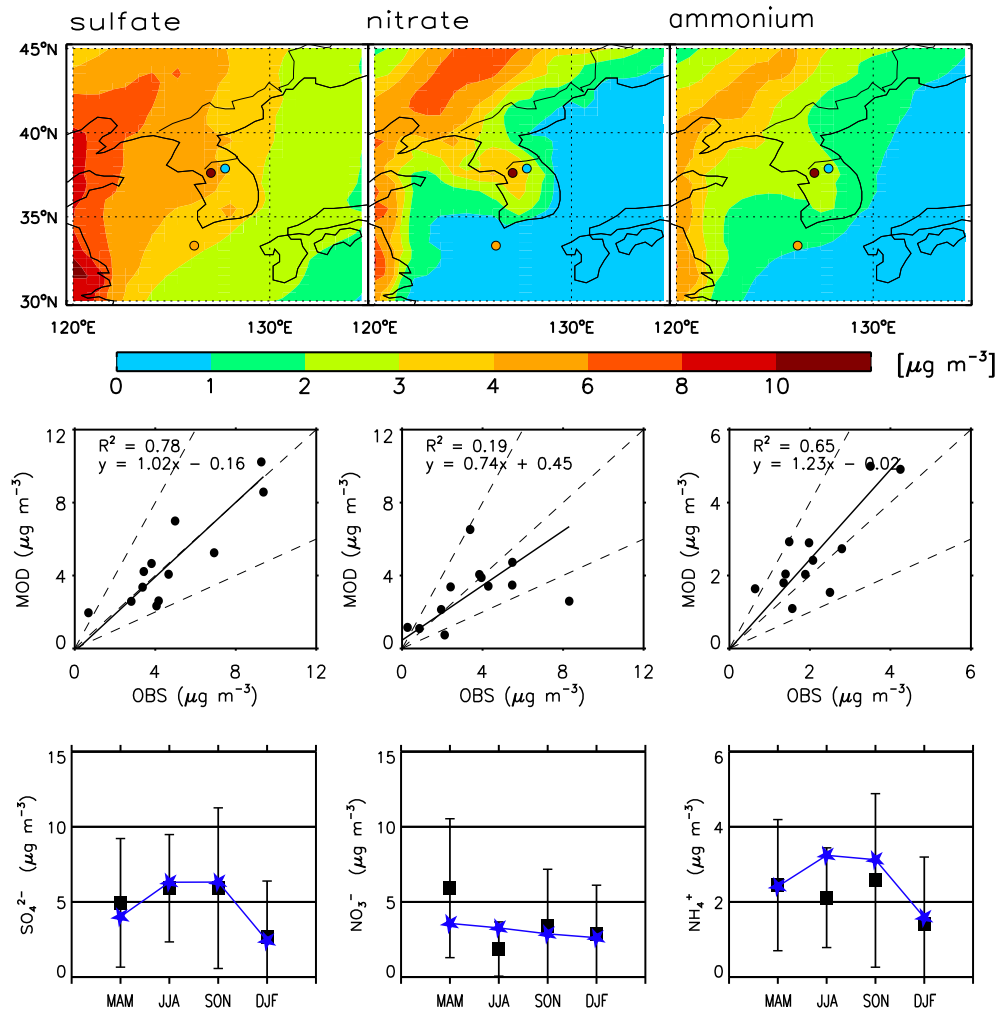 sulfate nitrate ammonium
45°N
40°N
35°N
30°N
120°E 130°E 120°E 130°E 120°E 130°E
0 1 2 3 4 6 8 10 [μg m⁻³]
R² = 0.78
y = 1.02x − 0.16
MOD (μg m⁻³)
12
8
4
0
0 4 8 12
OBS (μg m⁻³)
R² = 0.19
y = 0.74x + 0.45
MOD (μg m⁻³)
12
8
4
0
0 4 8 12
OBS (μg m⁻³)
R² = 0.65
y = 1.23x − 0.02
MOD (μg m⁻³)
6
4
2
0
0 2 4 6
OBS (μg m⁻³)
SO₄²⁻ (μg m⁻³)
15
10
5
0
MAM JJA SON DJF
NO₃⁻ (μg m⁻³)
15
10
5
0
MAM JJA SON DJF
NH₄⁺ (μg m⁻³)
6
4
2
0
MAM JJA SON DJF